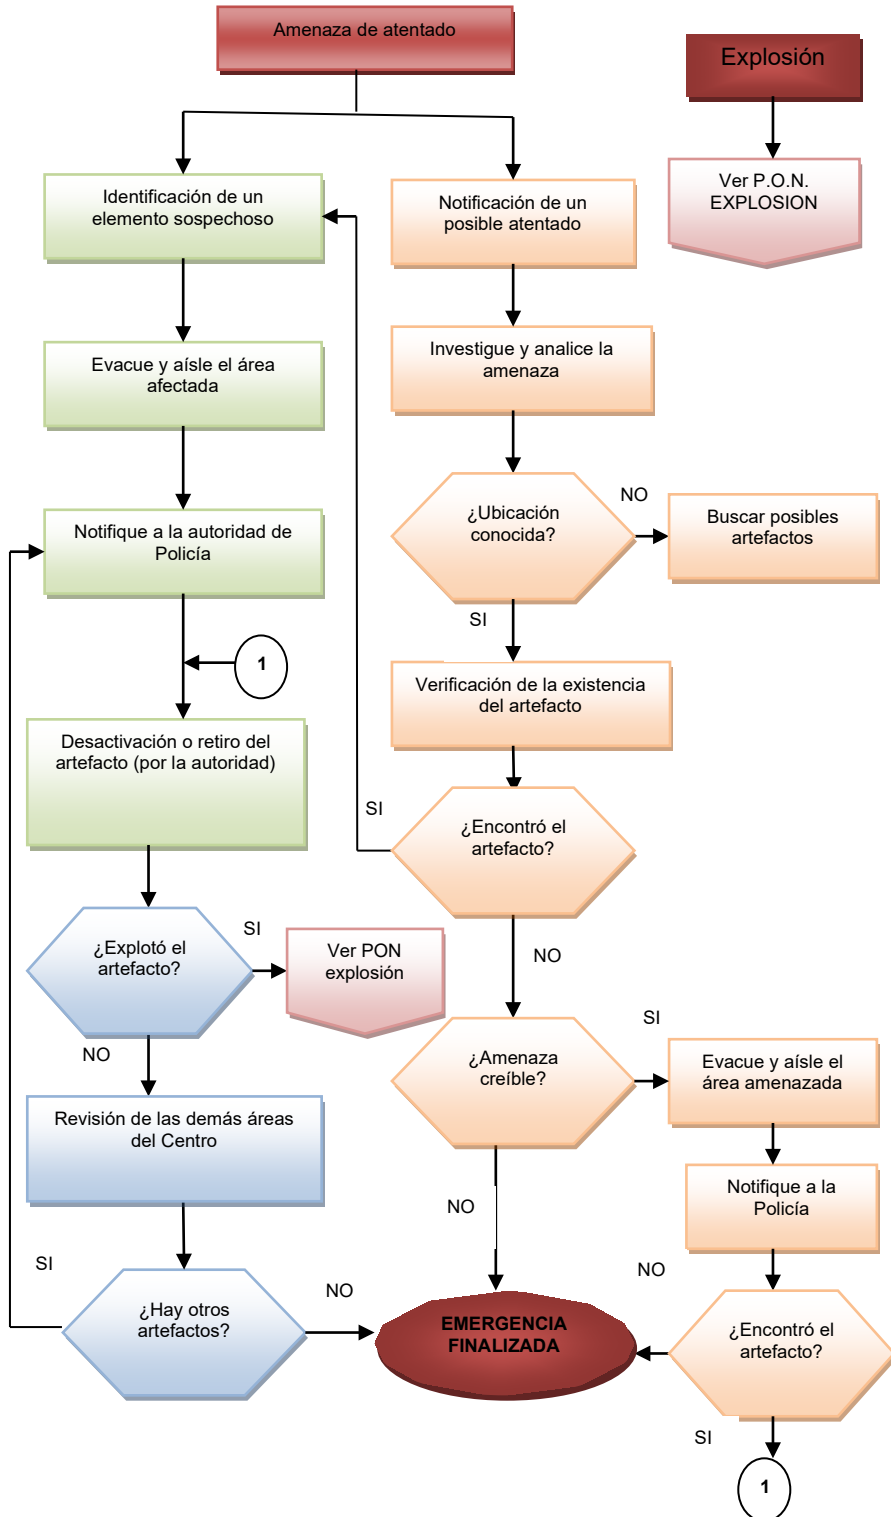 Amenaza de atentado
Explosión
Identificación de un
elemento sospechoso
Notificación de un
posible atentado
Ver P.O.N.
EXPLOSION
Evacue y aísle el área
afectada
Investigue y analice la
amenaza
Notifique a la autoridad de
Policía
¿Ubicación
conocida?
NO
Buscar posibles
artefactos
SI
1
Verificación de la existencia
del artefacto
Desactivación o retiro del
artefacto (por la autoridad)
SI
¿Encontró el
artefacto?
NO
¿Explotó el
artefacto?
SI
Ver PON
explosión
NO
¿Amenaza
creíble?
SI
Evacue y aísle el
área amenazada
Revisión de las demás áreas
del Centro
NO
Notifique a la
Policía
SI
¿Hay otros
artefactos?
NO
EMERGENCIA
FINALIZADA
NO
¿Encontró el
artefacto?
SI
1